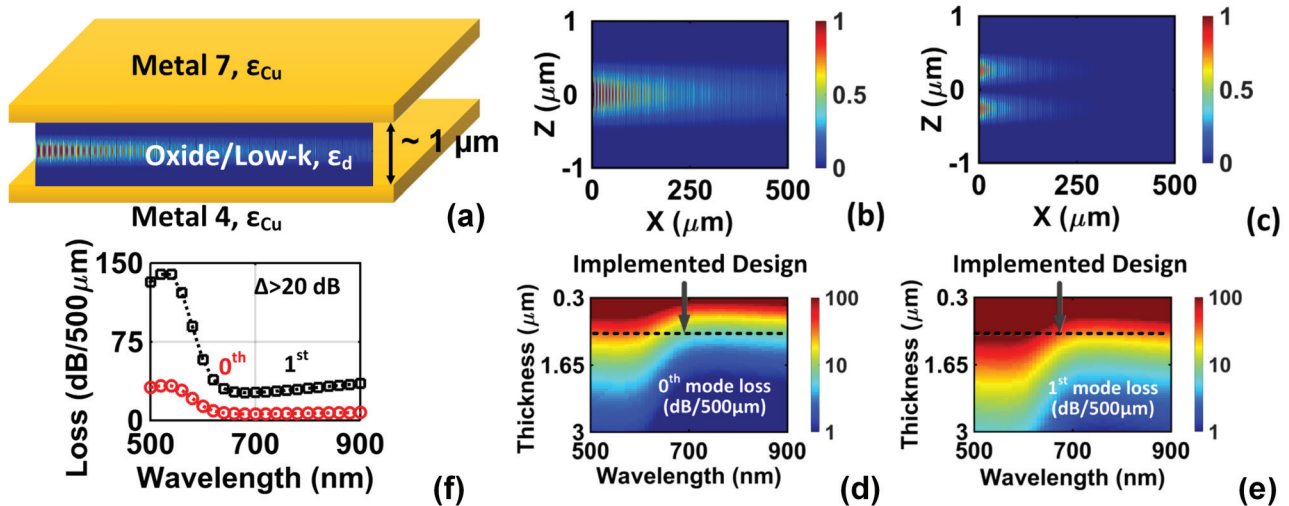 Metal 7, εCu
Oxide/Low-k, εd
~ 1 μm
Metal 4, εCu
(a)
1
0
-1
Z (μm)
0
250
500
X (μm)
1
0.5
0
(b)
1
0
-1
Z (μm)
0
250
500
X (μm)
1
0.5
0
(c)
150
75
0
Loss (dB/500μm)
Δ>20 dB
0th
1st
500
700
900
Wavelength (nm)
(f)
Implemented Design
0.3
1.65
3
Thickness (μm)
0th mode loss
(dB/500μm)
500
700
900
Wavelength (nm)
100
10
1
(d)
Implemented Design
0.3
1.65
3
Thickness (μm)
1st mode loss
(dB/500μm)
500
700
900
Wavelength (nm)
100
10
1
(e)